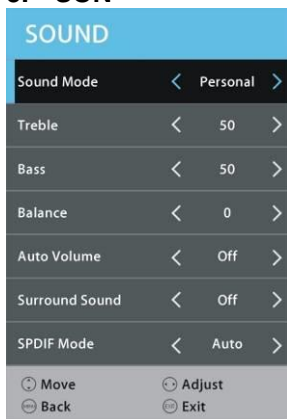 SOUND
Sound Mode < Personal >
Treble < 50 >
Bass < 50 >
Balance < 0 >
Auto Volume < Off >
Surround Sound < Off >
SPDIF Mode < Auto >
Move Adjust
Back Exit